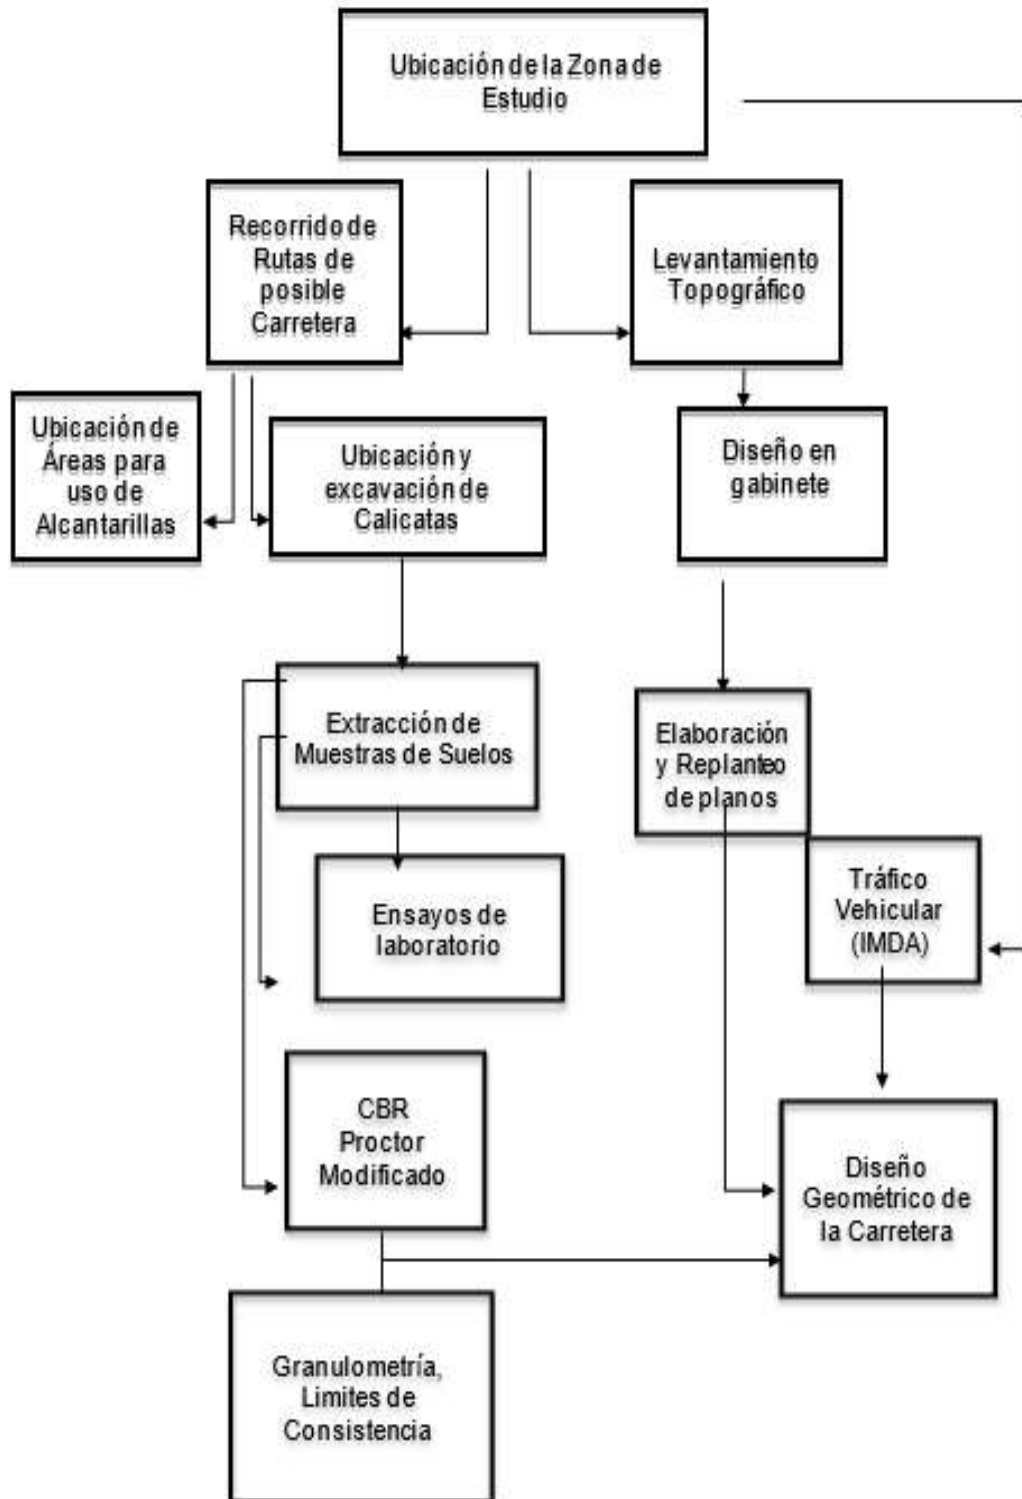 Ubicación de la Zona de
Estudio
Recorrido de
Rutas de
posible
Carretera
Levantamiento
Topográfico
Ubicación de
Áreas para
uso de
Alcantarillas
Ubicación y
excavación de
Calicatas
Diseño en
gabinete
Extracción de
Muestras de Suelos
Elaboración
y Replanteo
de planos
Ensayos de
laboratorio
Tráfico
Vehicular
(IMDA)
CBR
Proctor
Modificado
Diseño
Geométrico de
la Carretera
Granulometría,
Limites de
Consistencia